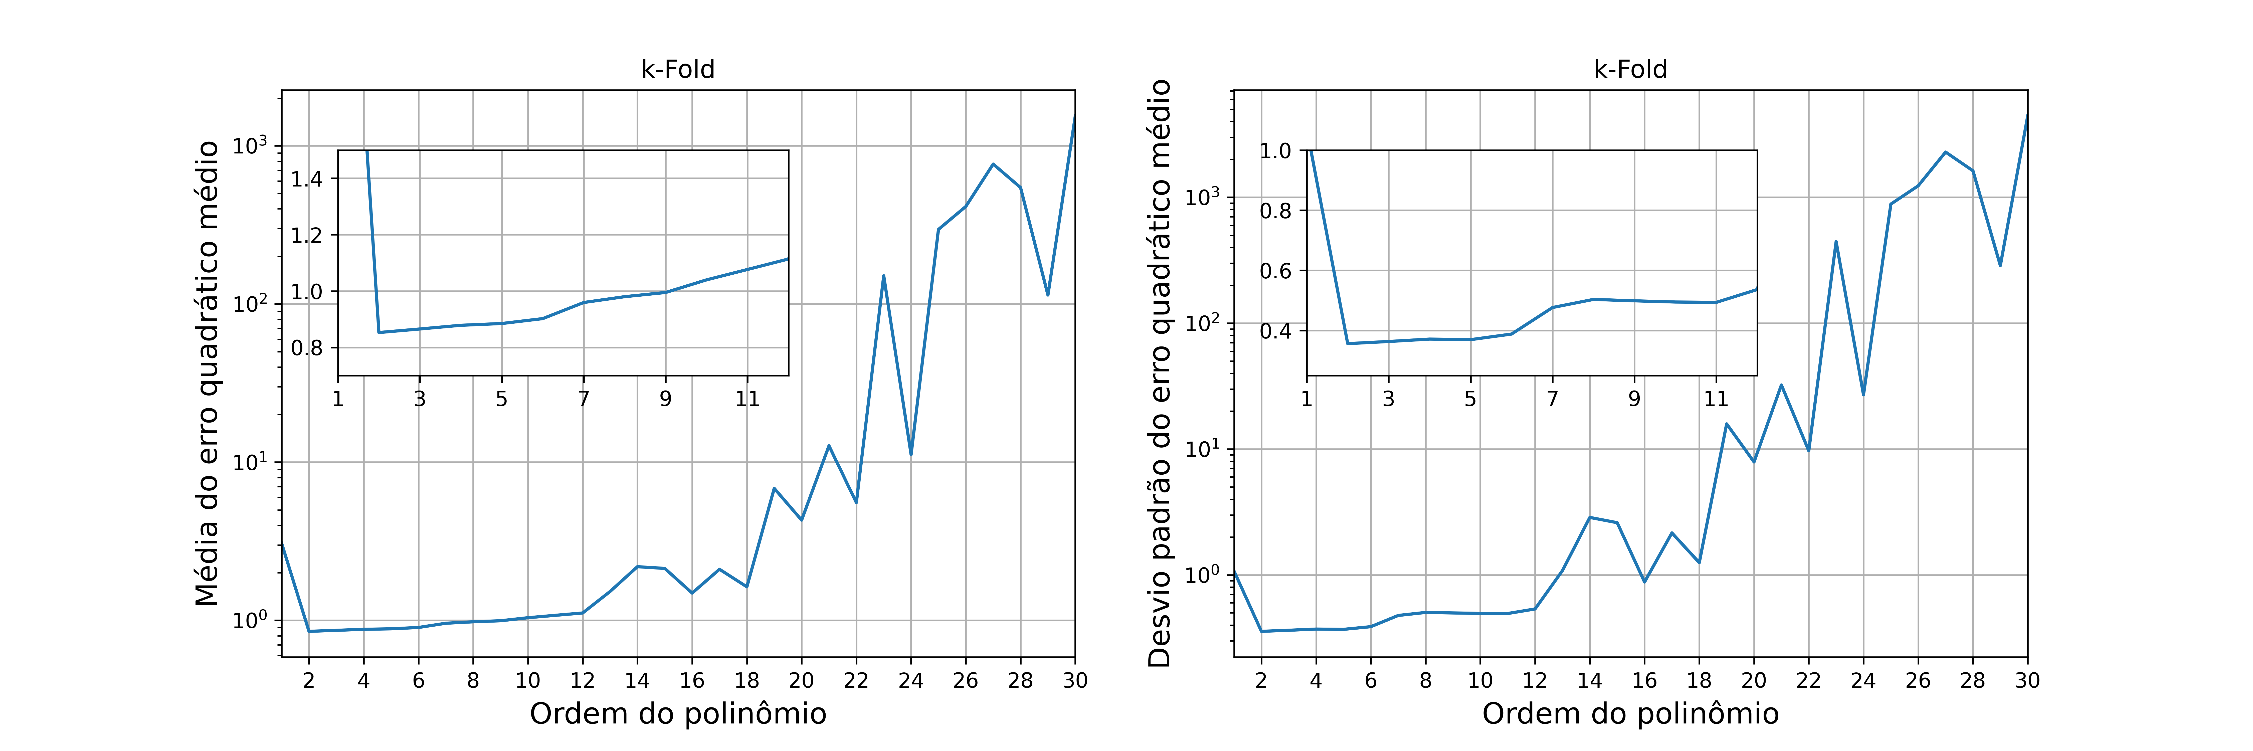 k-Fold
Média do erro quadrático médio
10³
10²
10¹
10⁰
1.4
1.2
1.0
0.8
1 3 5 7 9 11
2 4 6 8 10 12 14 16 18 20 22 24 26 28 30
Ordem do polinômio
k-Fold
Desvio padrão do erro quadrático médio
10³
10²
10¹
10⁰
1.0
0.8
0.6
0.4
1 3 5 7 9 11
2 4 6 8 10 12 14 16 18 20 22 24 26 28 30
Ordem do polinômio